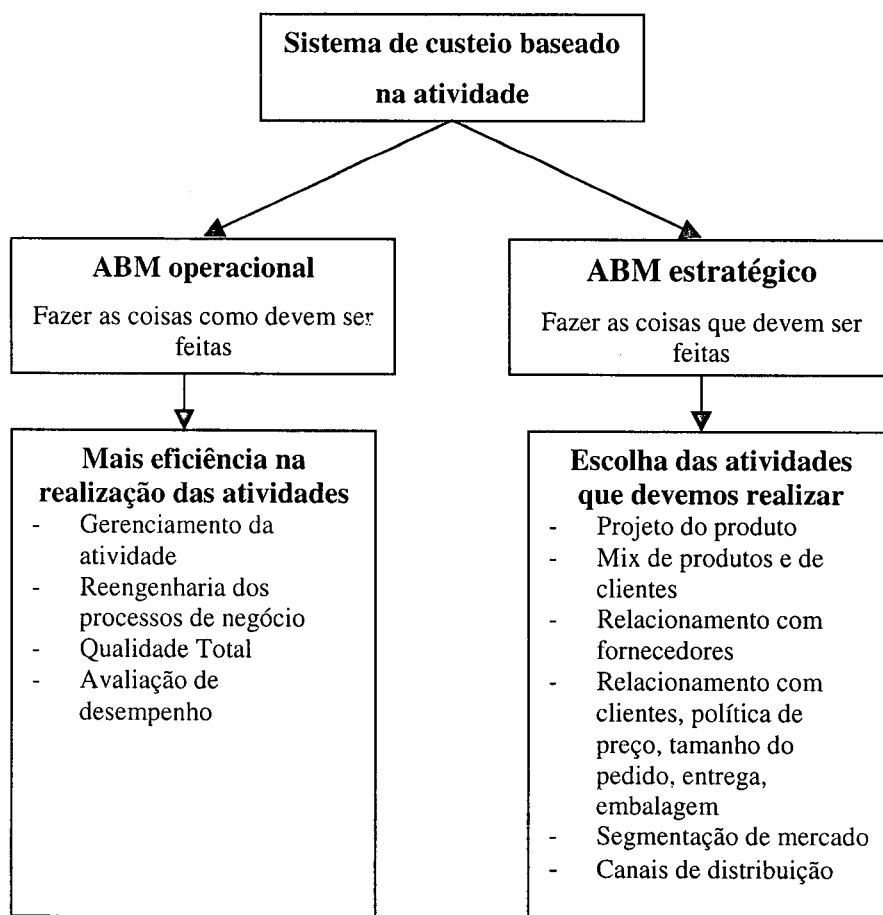 Sistema de custeio baseado
na atividade
ABM operacional
Fazer as coisas como devem ser
feitas
ABM estratégico
Fazer as coisas que devem ser
feitas
Mais eficiência na
realização das atividades
- Gerenciamento da
atividade
- Reengenharia dos
processos de negócio
- Qualidade Total
- Avaliação de
desempenho
Escolha das atividades
que devemos realizar
- Projeto do produto
- Mix de produtos e de
clientes
- Relacionamento com
fornecedores
- Relacionamento com
clientes, política de
preço, tamanho do
pedido, entrega,
embalagem
- Segmentação de mercado
- Canais de distribuição